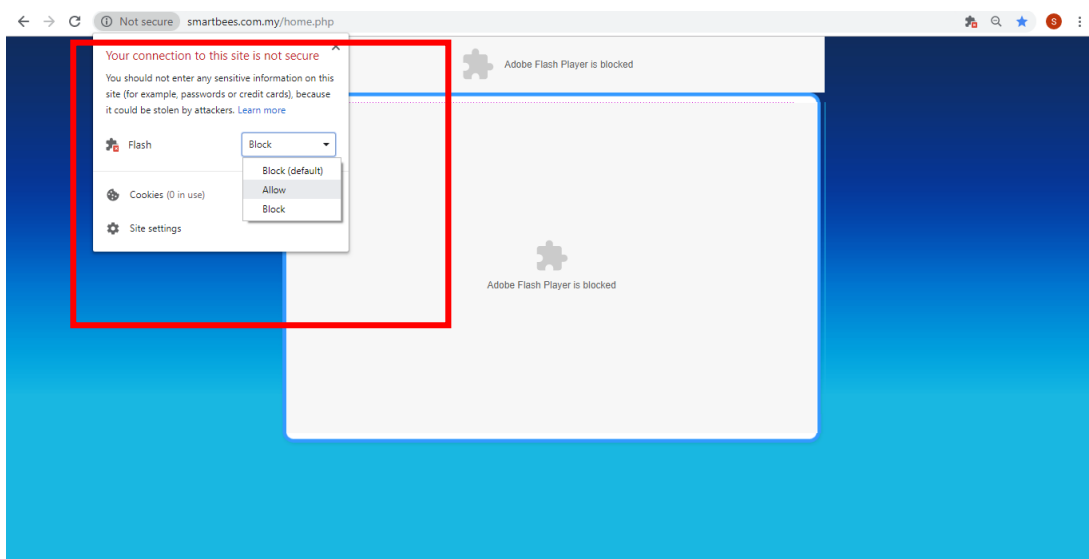 Not secure smartbees.com.my/home.php
S
Your connection to this site is not secure
You should not enter any sensitive information on this
site (for example, passwords or credit cards), because
it could be stolen by attackers. Learn more
Flash Block
Block (default)
Allow
Block
Cookies (0 in use)
Site settings
Adobe Flash Player is blocked
Adobe Flash Player is blocked